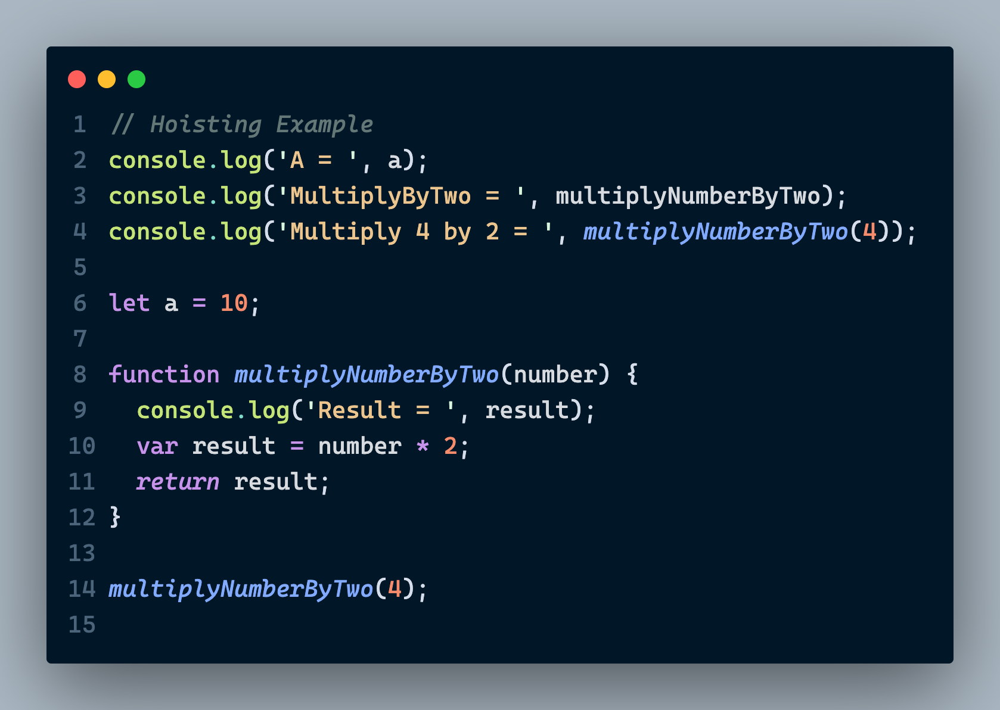 1 // Hoisting Example
2 console.log('A = ', a);
3 console.log('MultiplyByTwo = ', multiplyNumberByTwo);
4 console.log('Multiply 4 by 2 = ', multiplyNumberByTwo(4));
5
6 let a = 10;
7
8 function multiplyNumberByTwo(number) {
9   console.log('Result = ', result);
10   var result = number * 2;
11   return result;
12 }
13
14 multiplyNumberByTwo(4);
15